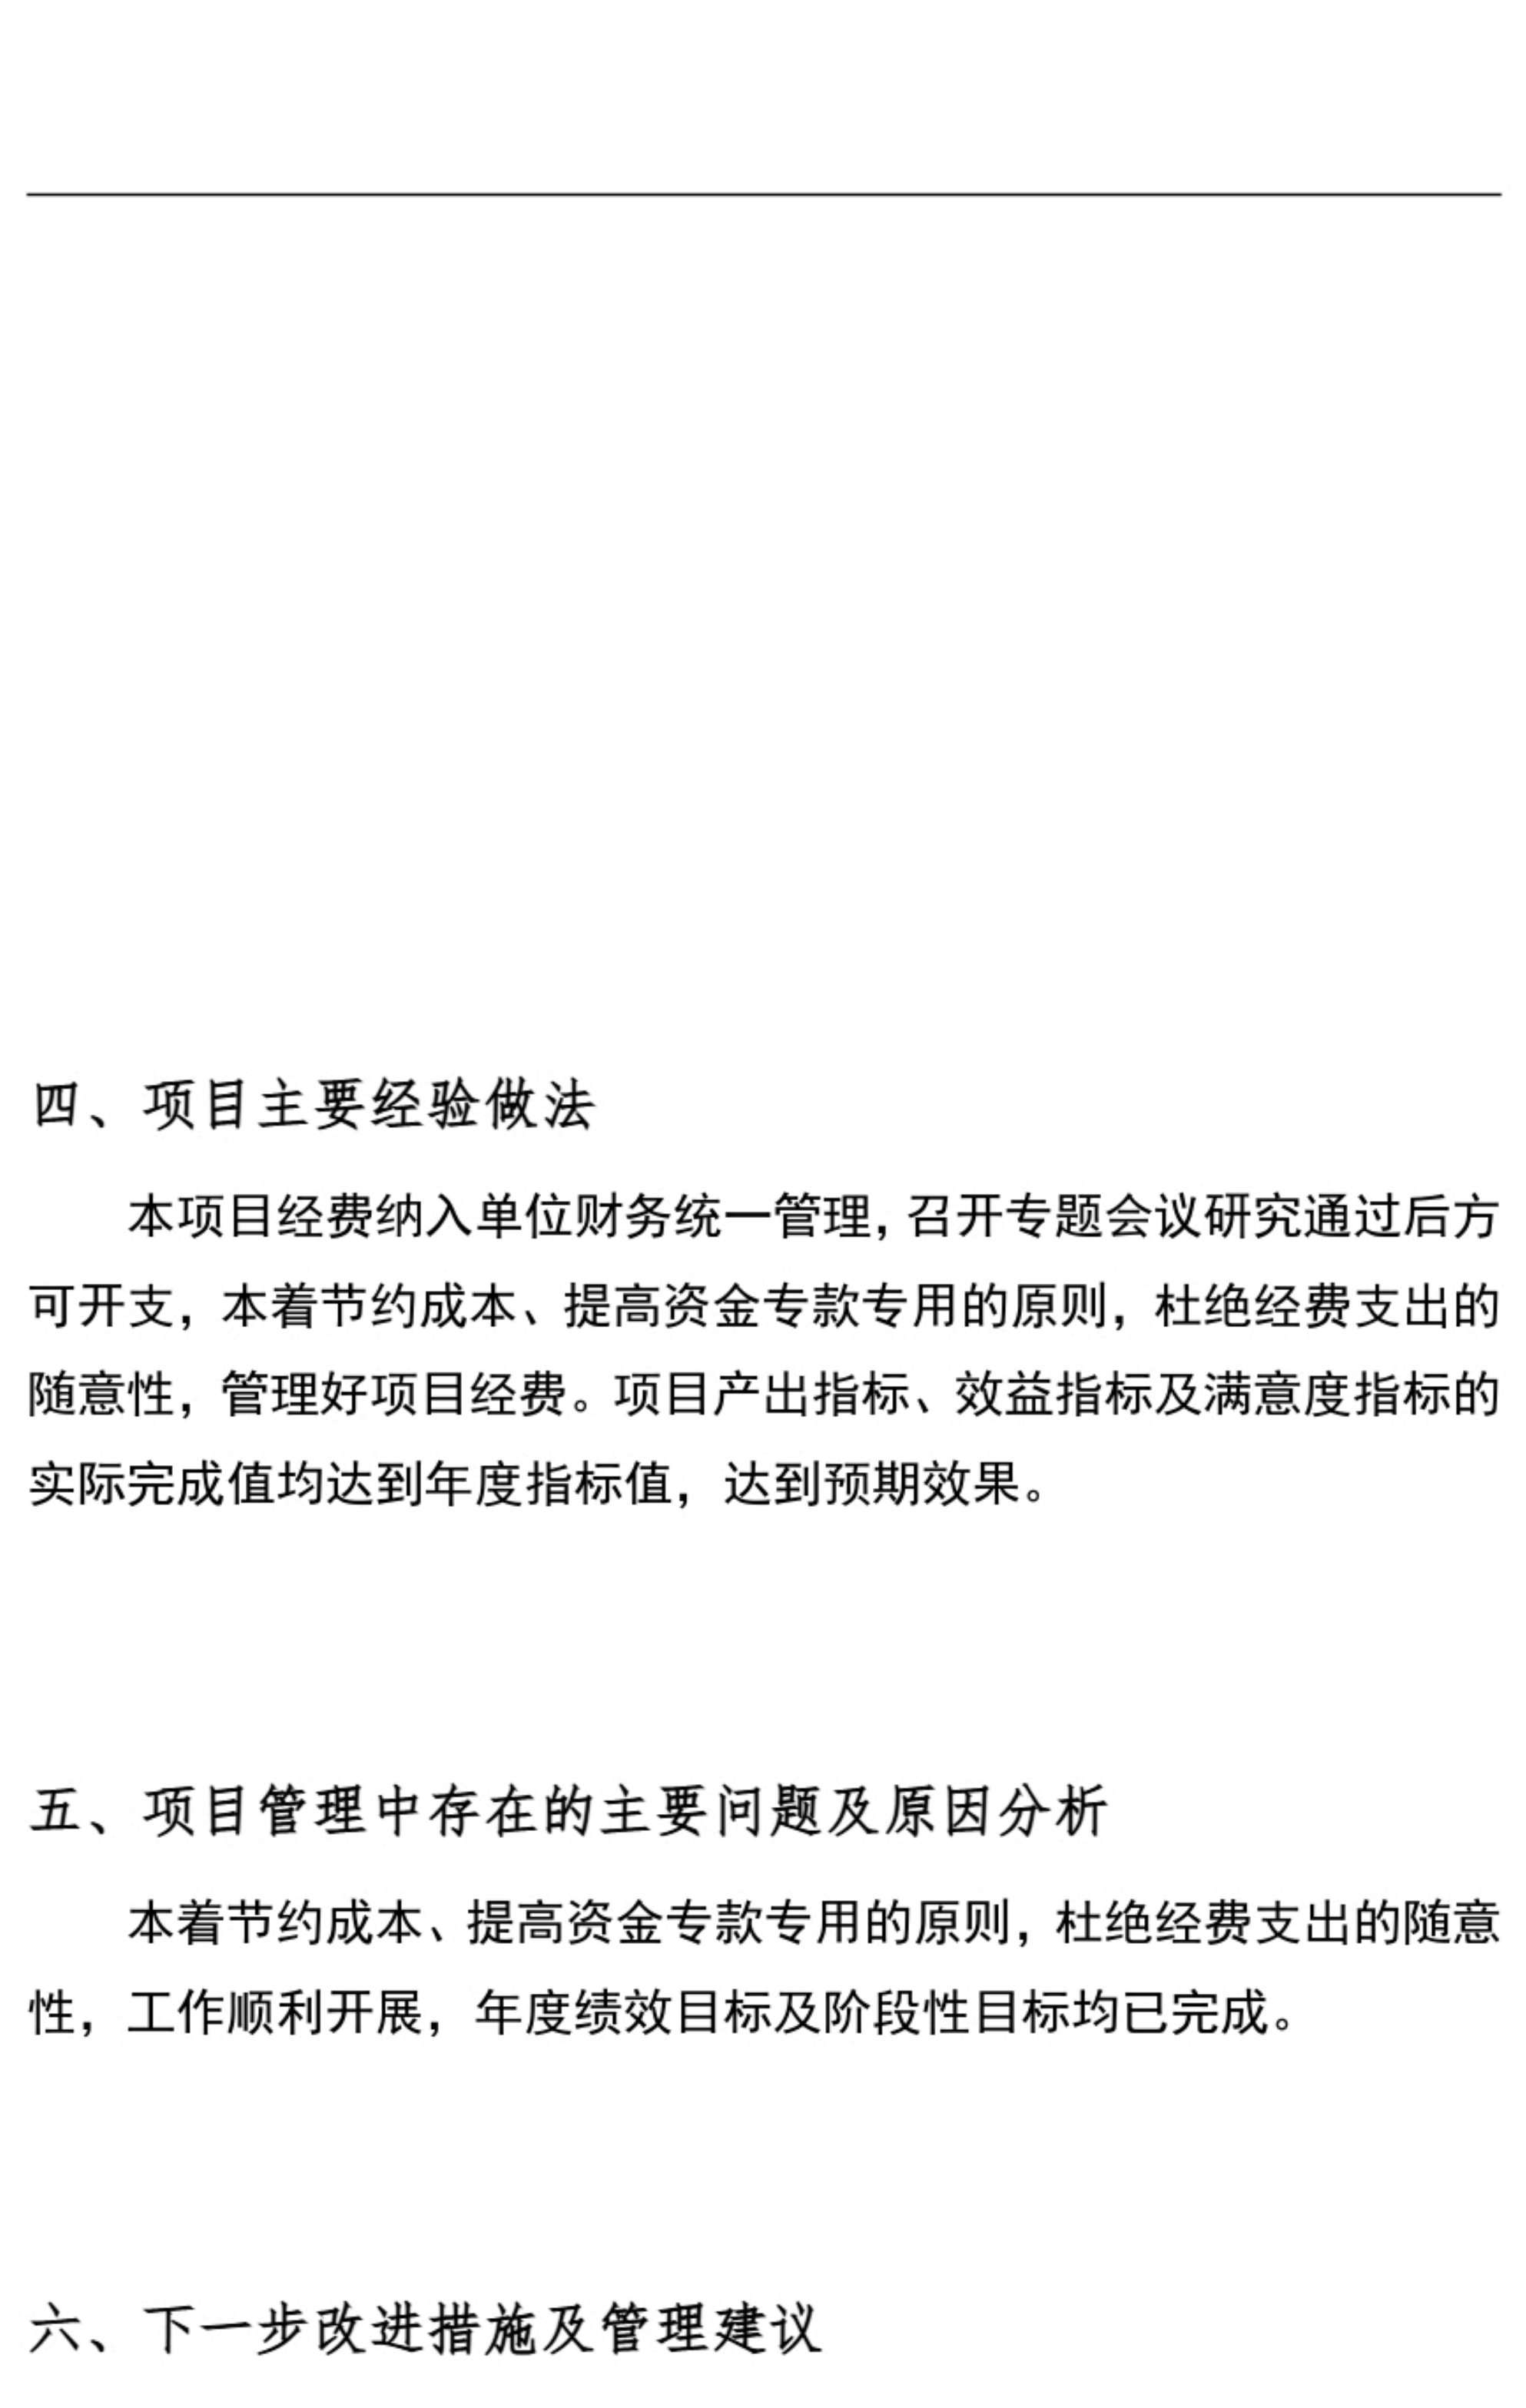 四、项目主要经验做法
本项目经费纳入单位财务统一管理，召开专题会议研究通过后方
可开支，本着节约成本、提高资金专款专用的原则，杜绝经费支出的
随意性，管理好项目经费。项目产出指标、效益指标及满意度指标的
实际完成值均达到年度指标值，达到预期效果。
五、项目管理中存在的主要问题及原因分析
本着节约成本、提高资金专款专用的原则，杜绝经费支出的随意
性，工作顺利开展，年度绩效目标及阶段性目标均已完成。
六、下一步改进措施及管理建议